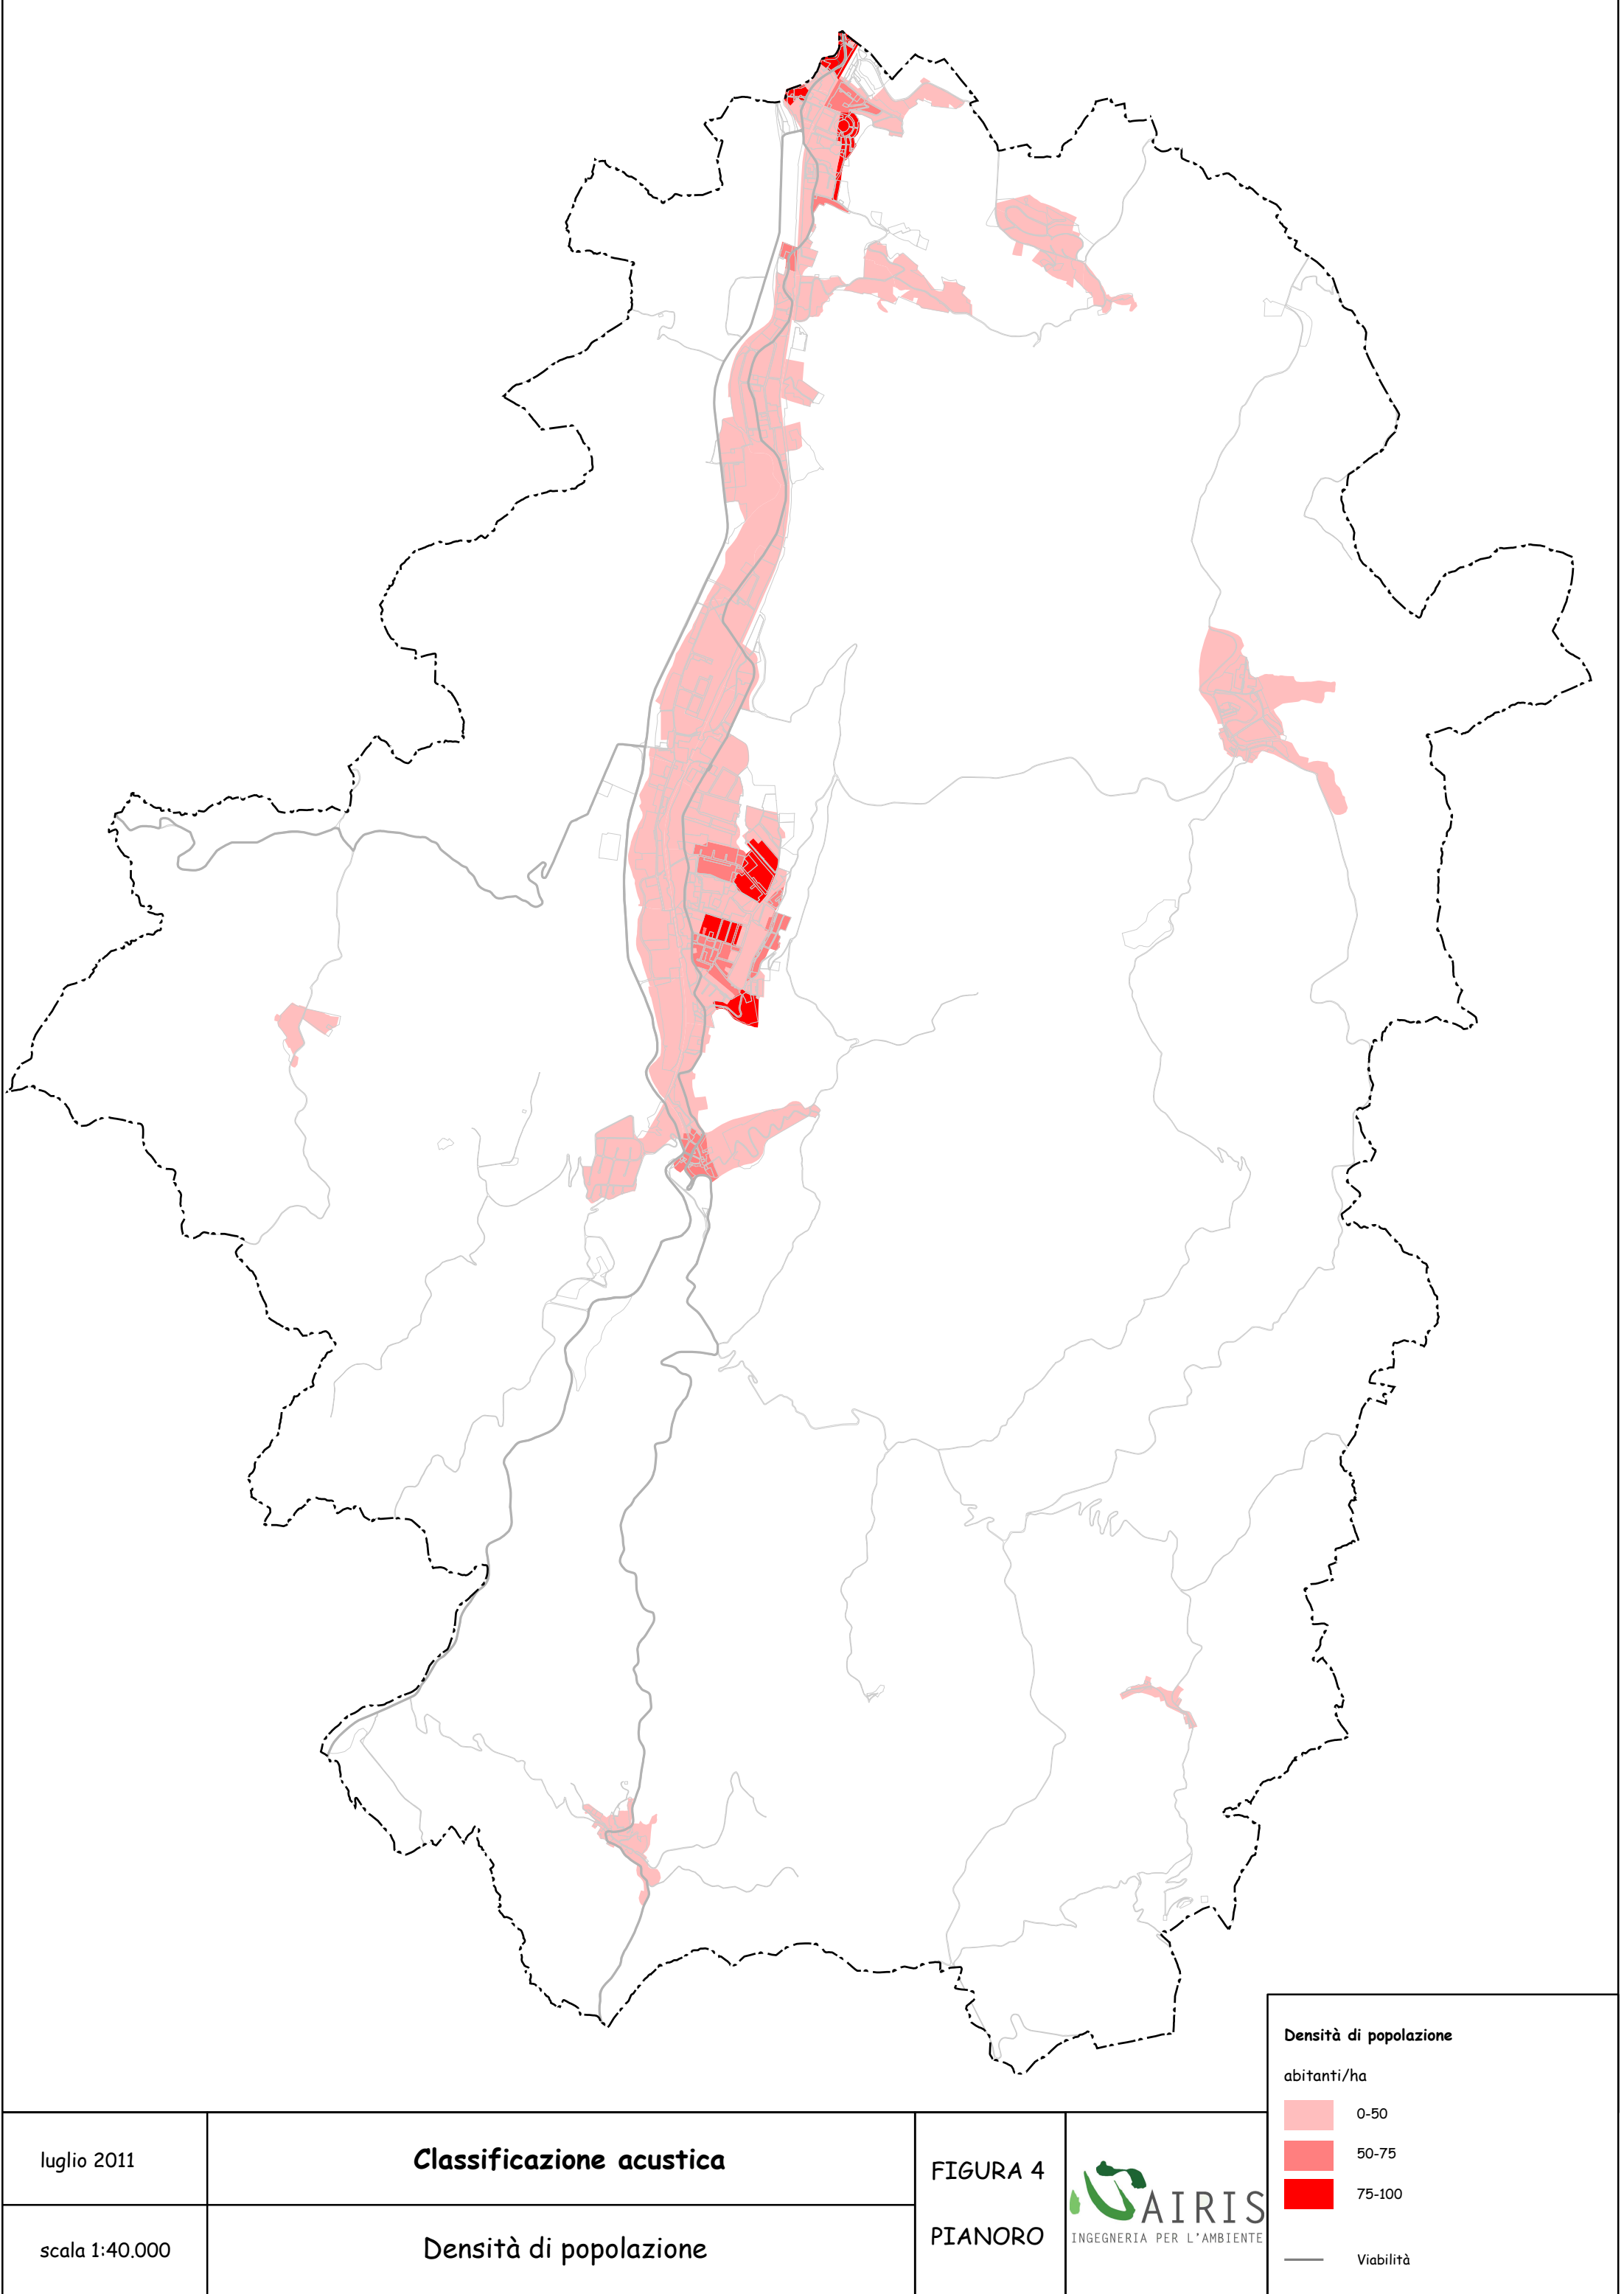 Densità di popolazione
abitanti/ha
0-50
50-75
75-100
Viabilità
luglio 2011
scala 1:40.000
Classificazione acustica
Densità di popolazione
FIGURA 4
PIANORO
AIRIS
INGEGNERIA PER L'AMBIENTE